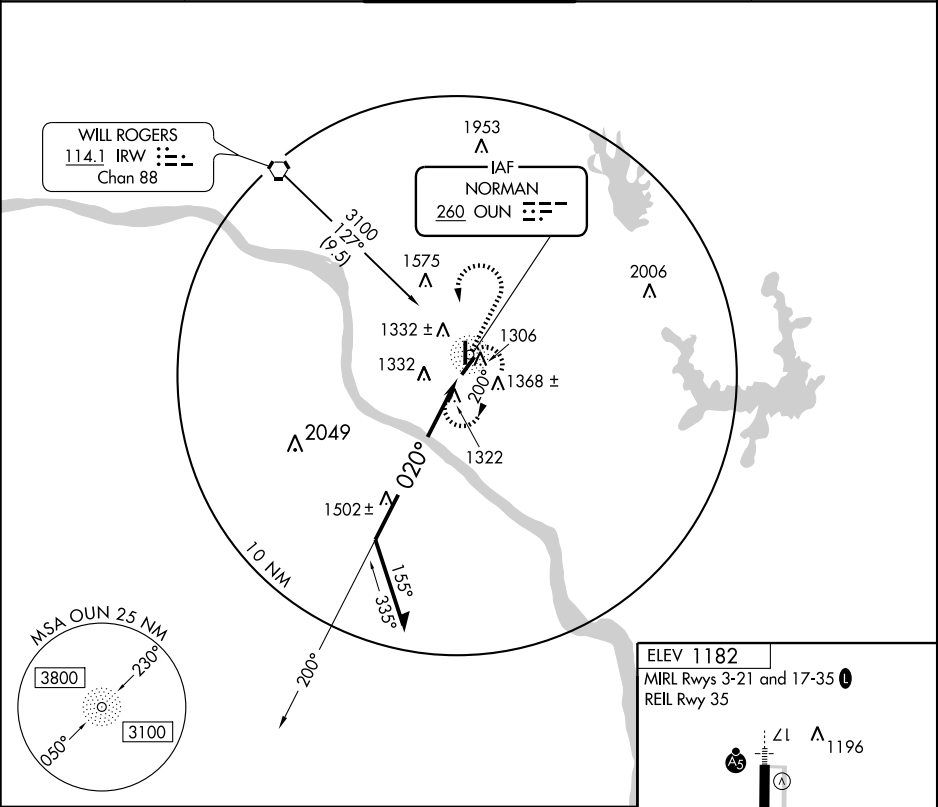 WILL ROGERS
114.1 IRW
Chan 88
1953
IAF
NORMAN
260 OUN
3100
127°
(9.5)
1575
2006
1332 ±
1306
1332
1368 ±
200°
2049
1322
020°
1502 ±
10 NM
155°
335°
200°
MSA OUN 25 NM
3800
230°
3100
050°
ELEV 1182
MIRL Rwys 3-21 and 17-35 L
REIL Rwy 35
17
1196
A5
A